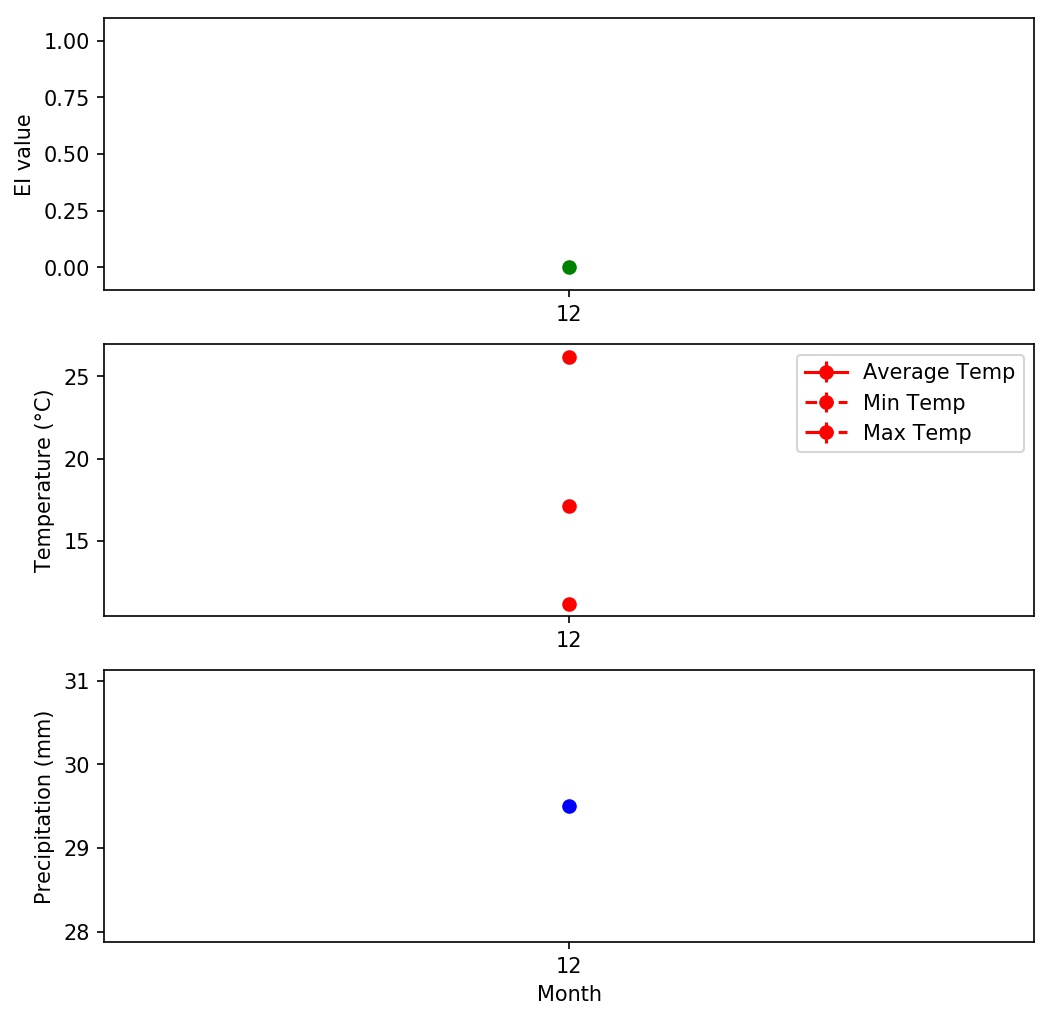 1.00
0.75
0.50
0.25
0.00
EI value
12
25
20
15
Temperature (°C)
Average Temp
Min Temp
Max Temp
12
31
30
29
28
Precipitation (mm)
12
Month